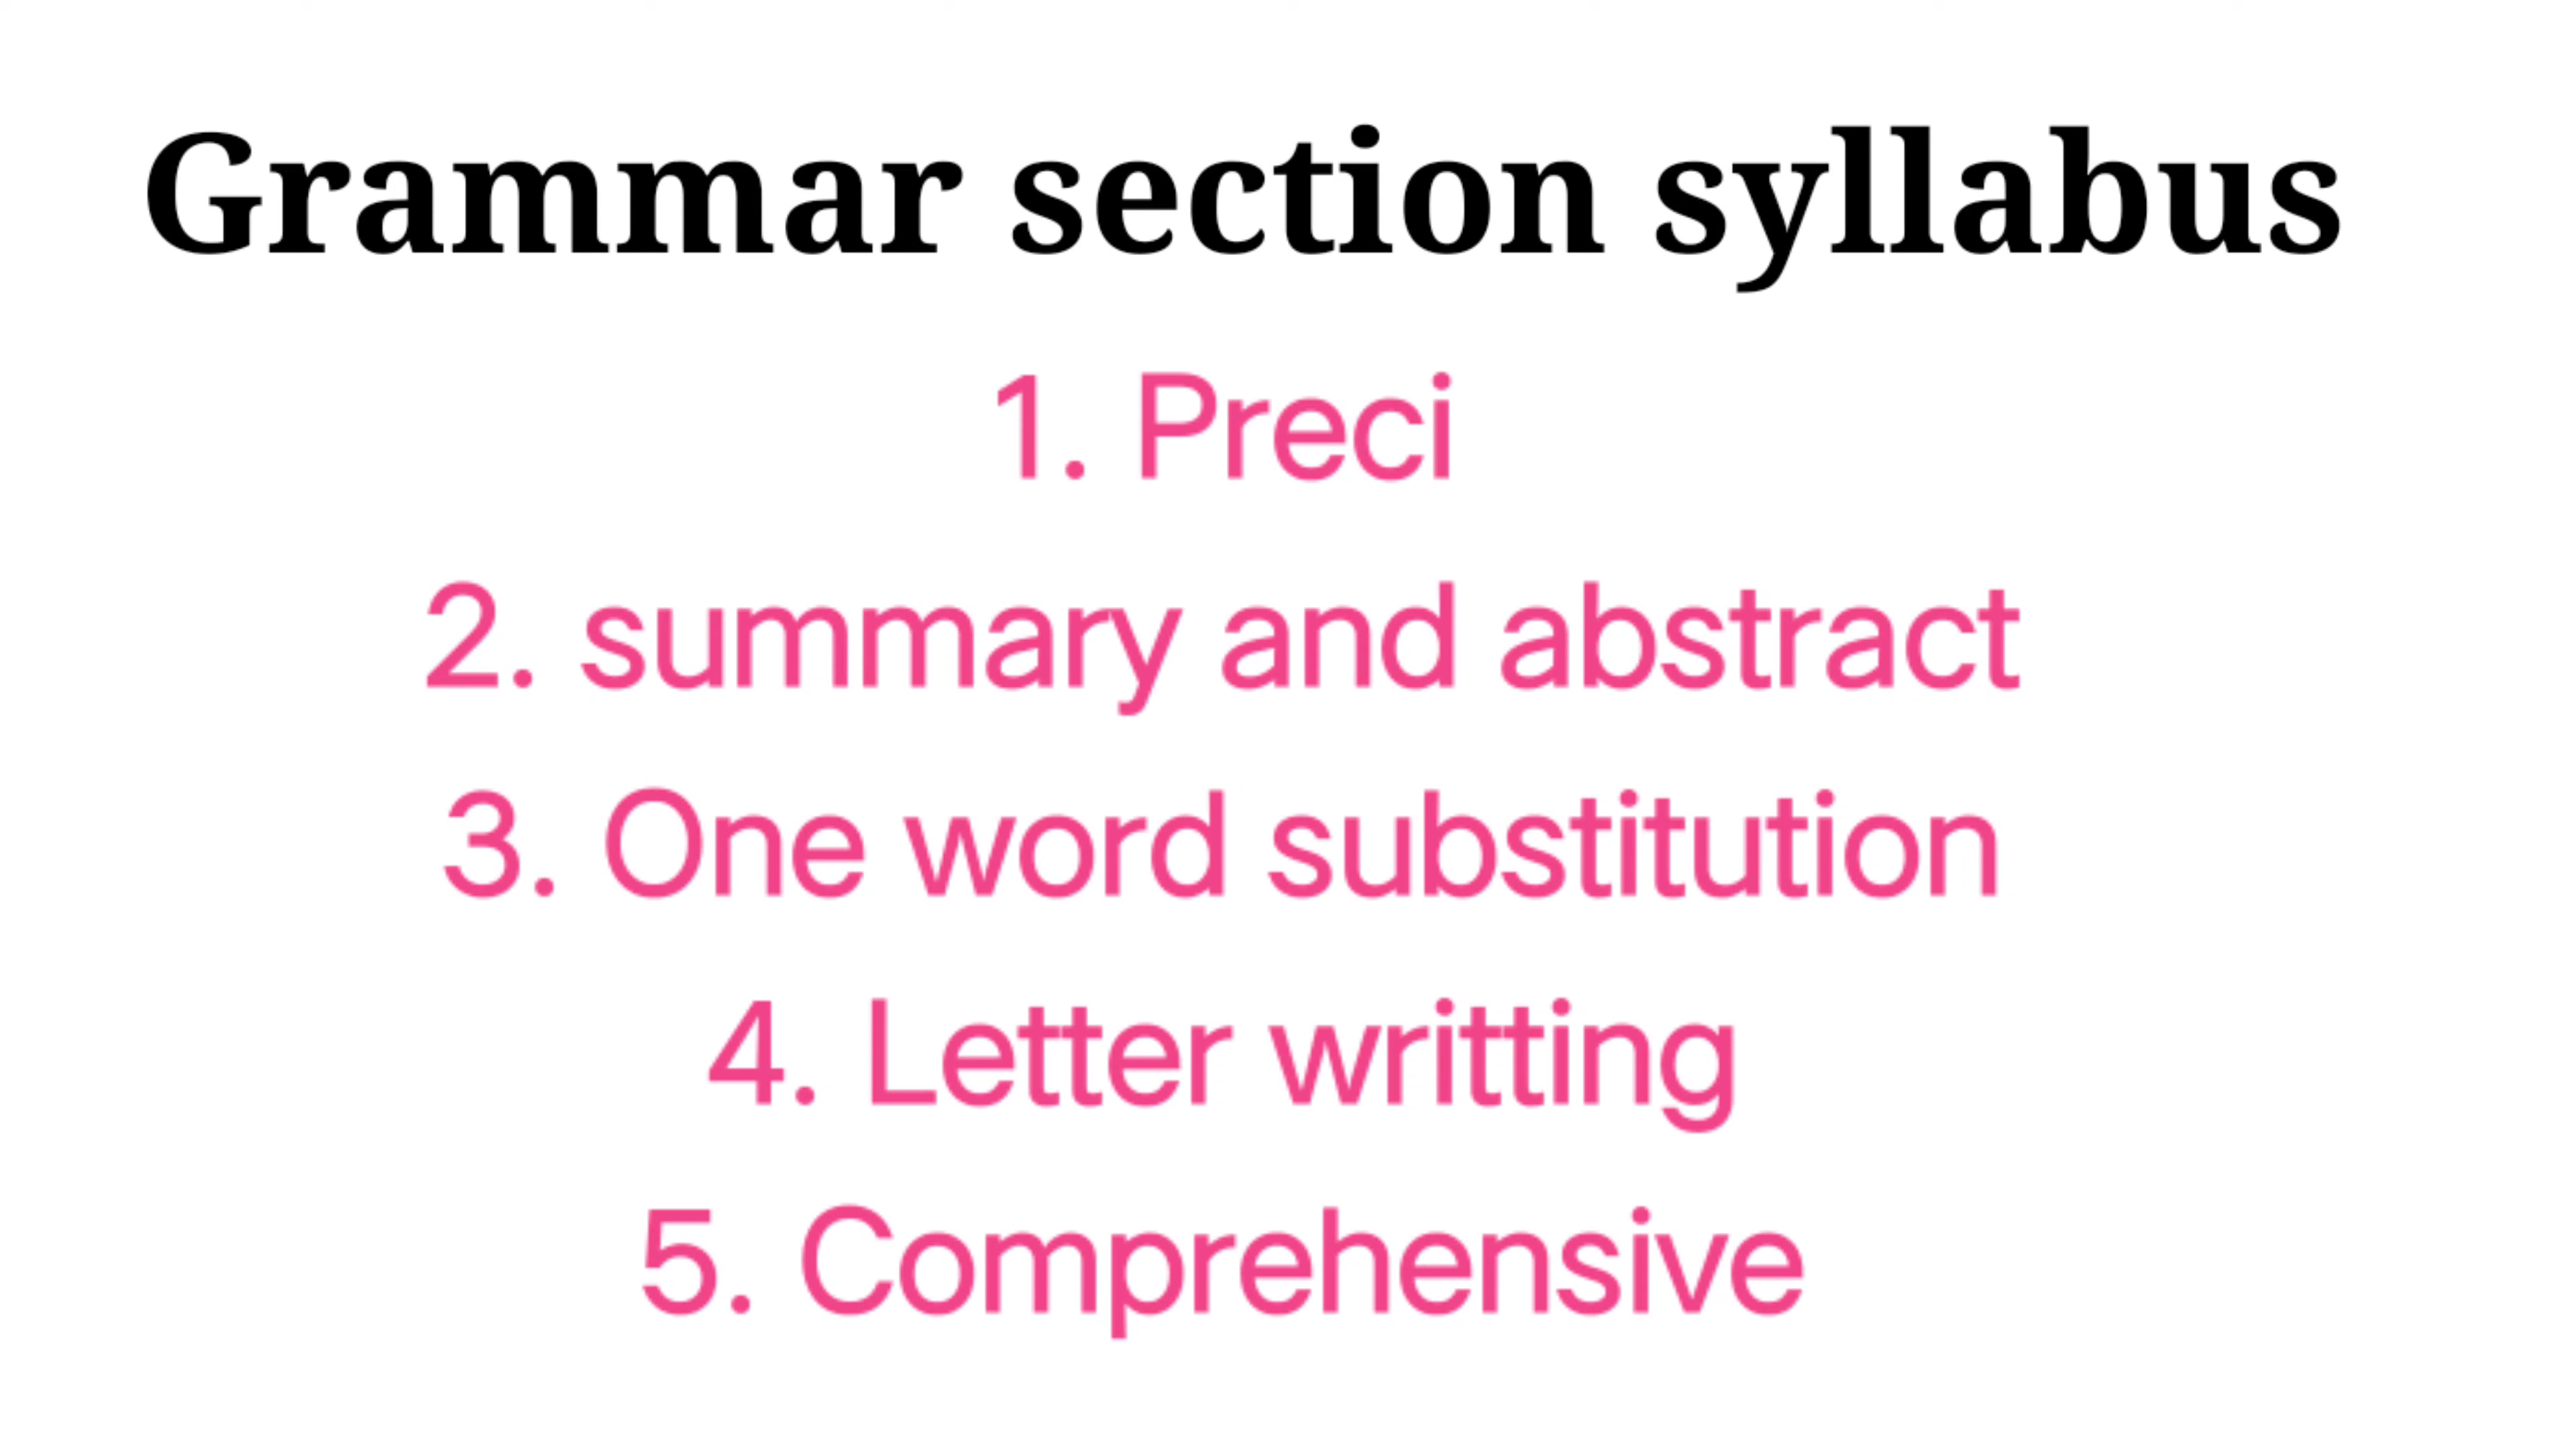 Grammar section syllabus
1. Preci
2. summary and abstract
3. One word substitution
4. Letter writting
5. Comprehensive